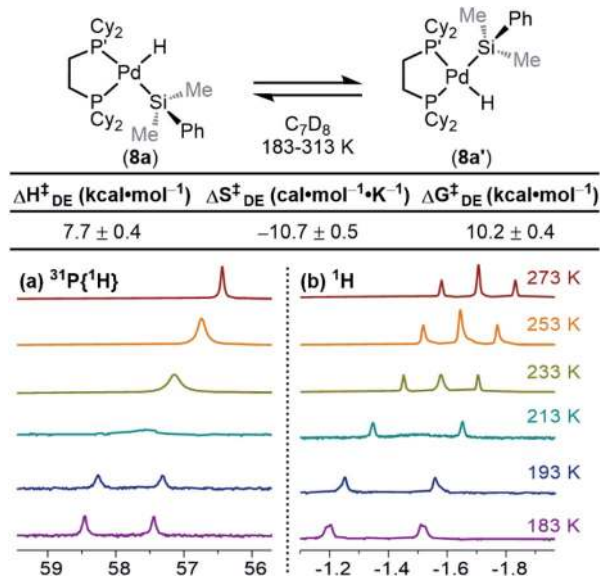 Cy₂
P'
H
Pd
P
Cy₂
Si
Me
Me
Ph
(8a)
C₇D₈
183-313 K
Cy₂
P'
Me
Ph
Si
Me
Pd
H
P
Cy₂
(8a')
ΔH‡DE (kcal•mol⁻¹) ΔS‡DE (cal•mol⁻¹•K⁻¹) ΔG‡DE (kcal•mol⁻¹)
7.7 ± 0.4 −10.7 ± 0.5 10.2 ± 0.4
(a) ³¹P{¹H} (b) ¹H
273 K
253 K
233 K
213 K
193 K
183 K
59 58 57 56 -1.2 -1.4 -1.6 -1.8